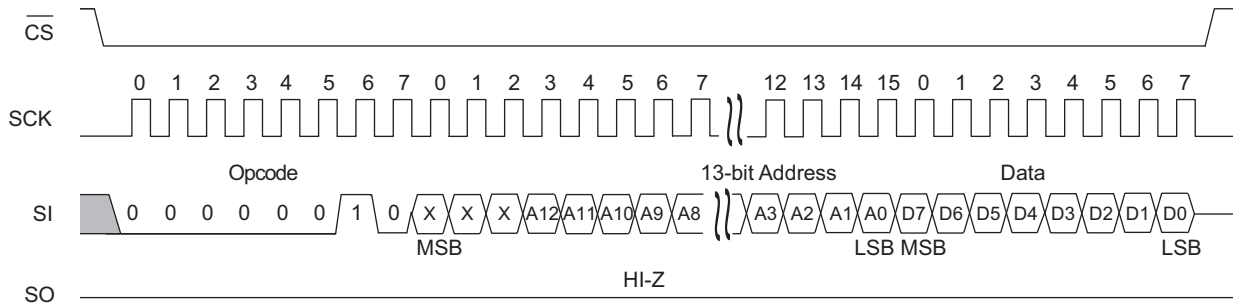 CS
0 1 2 3 4 5 6 7 0 1 2 3 4 5 6 7 12 13 14 15 0 1 2 3 4 5 6 7
SCK
Opcode 13-bit Address Data
SI 0 0 0 0 0 0 1 0 X X X A12 A11 A10 A9 A8 A3 A2 A1 A0 D7 D6 D5 D4 D3 D2 D1 D0
MSB LSB MSB LSB
HI-Z
SO